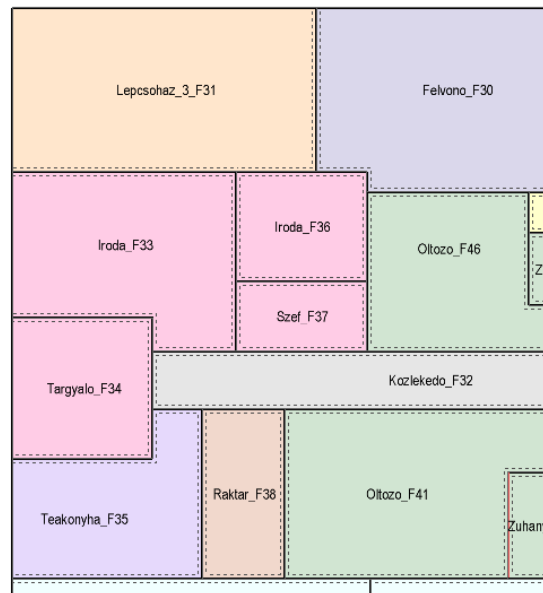 Lepcsohaz_3_F31
Felvono_F30
Iroda_F33
Iroda_F36
Oltozo_F46
Szef_F37
Targyalo_F34
Kozlekedo_F32
Teakonyha_F35
Raktar_F38
Oltozo_F41